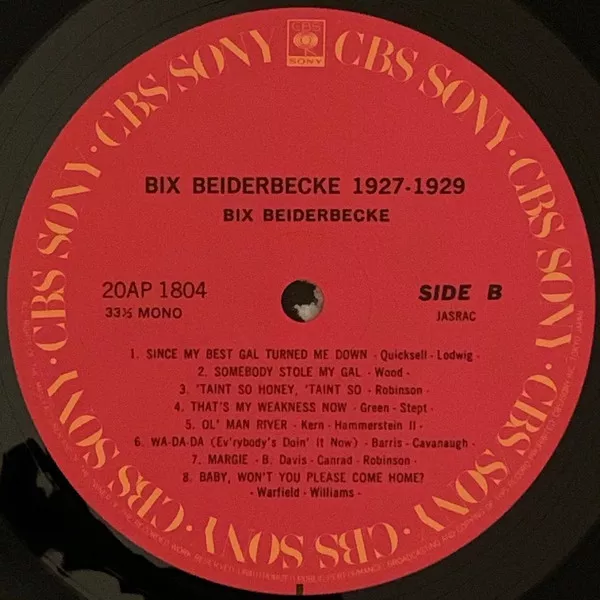 CBS/SONY · CBS SONY · CBS SONY · CBS SONY · CBS SONY · CBS SONY · CBS SONY
CBS
SONY
BIX BEIDERBECKE 1927-1929
BIX BEIDERBECKE
20AP 1804
33⅓ MONO
SIDE B
JASRAC
1. SINCE MY BEST GAL TURNED ME DOWN - Quicksell - Lodwig -
2. SOMEBODY STOLE MY GAL - Wood -
3. 'TAINT SO HONEY, 'TAINT SO - Robinson -
4. THAT'S MY WEAKNESS NOW - Green - Stept -
5. OL' MAN RIVER - Kern - Hammerstein II -
6. WA-DA-DA (Ev'rybody's Doin' It Now) - Barris - Cavanaugh -
7. MARGIE - B. Davis - Canrad - Robinson -
8. BABY, WON'T YOU PLEASE COME HOME?
- Warfield - Williams -